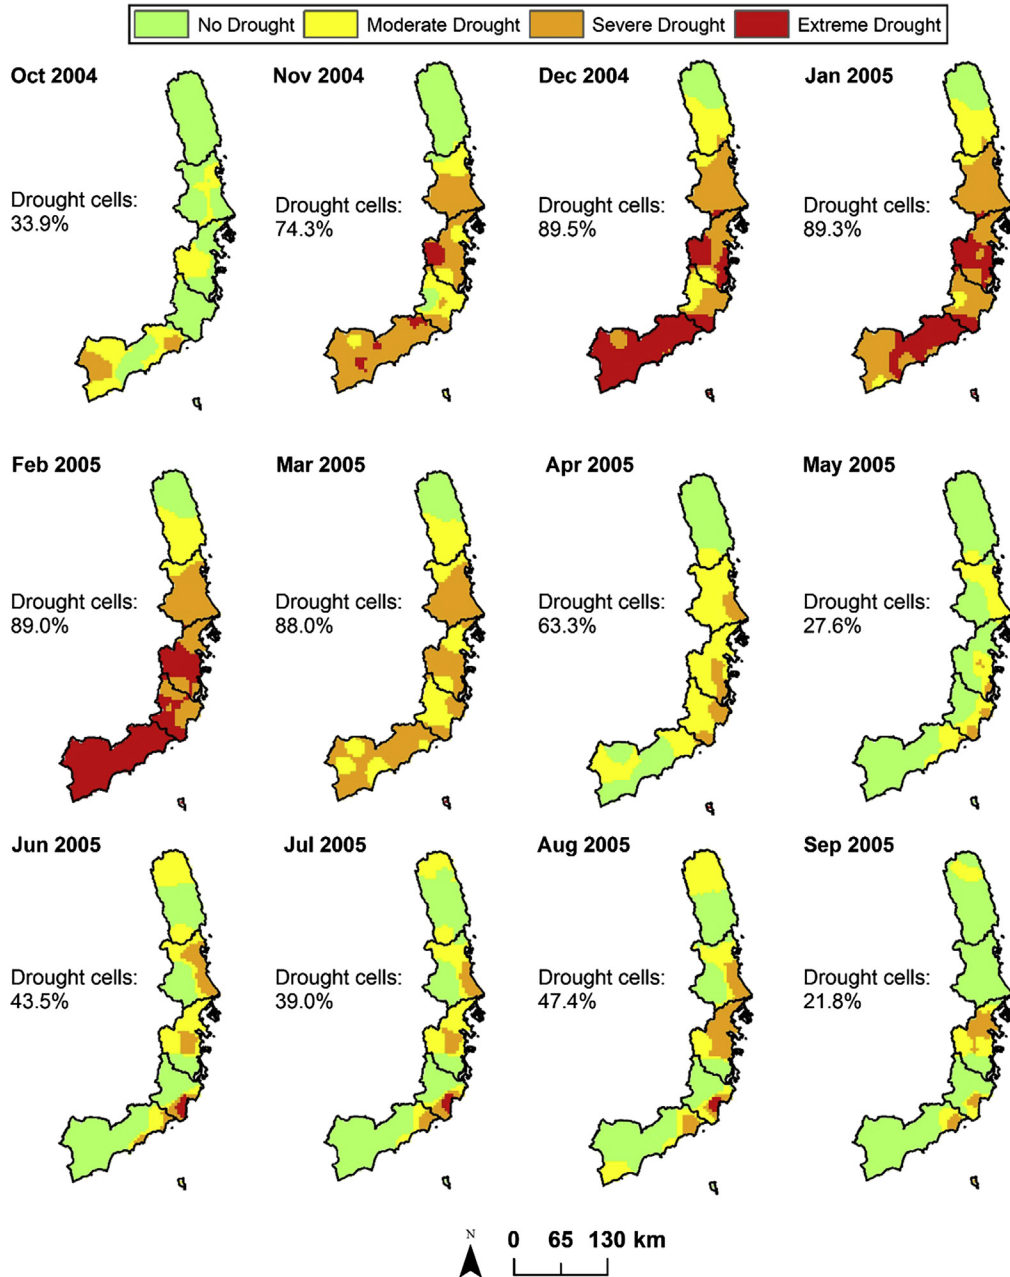 No Drought Moderate Drought Severe Drought Extreme Drought
Oct 2004 Nov 2004 Dec 2004 Jan 2005
Drought cells: Drought cells: Drought cells: Drought cells:
33.9% 74.3% 89.5% 89.3%
Feb 2005 Mar 2005 Apr 2005 May 2005
Drought cells: Drought cells: Drought cells: Drought cells:
89.0% 88.0% 63.3% 27.6%
Jun 2005 Jul 2005 Aug 2005 Sep 2005
Drought cells: Drought cells: Drought cells: Drought cells:
43.5% 39.0% 47.4% 21.8%
N
0 65 130 km